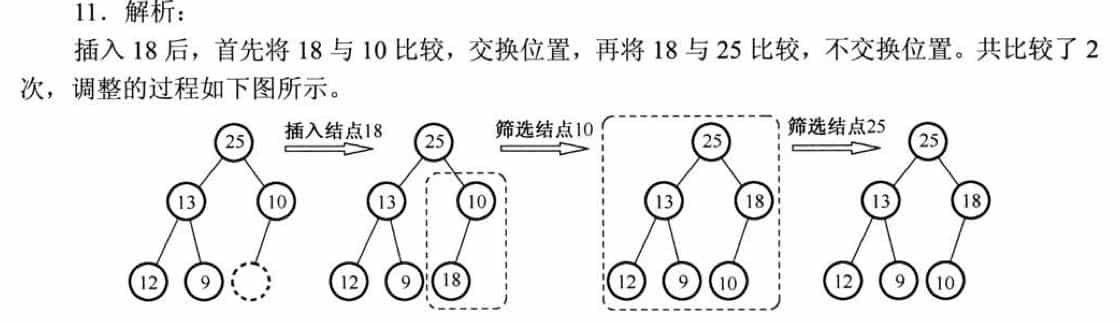 11．解析：
插入 18 后，首先将 18 与 10 比较，交换位置，再将 18 与 25 比较，不交换位置。共比较了 2
次，调整的过程如下图所示。
插入结点18 筛选结点10 筛选结点25
25 25 25 25
13 10 13 10 13 18 13 18
12 9 12 9 18 12 9 10 12 9 10